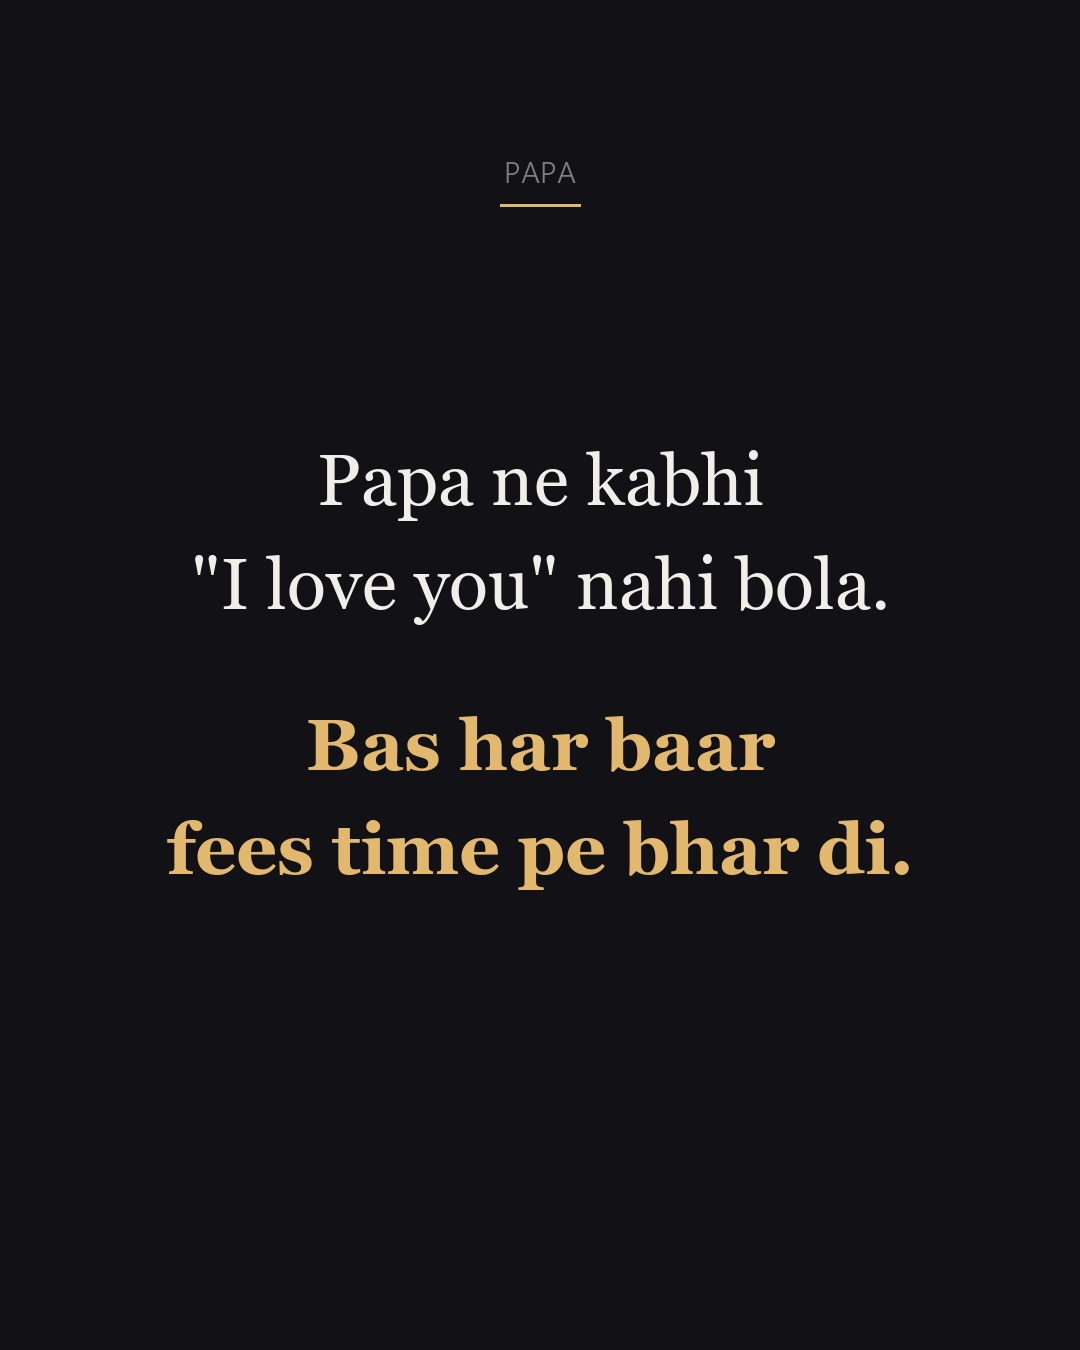 PAPA
Papa ne kabhi
"I love you" nahi bola.
Bas har baar
fees time pe bhar di.